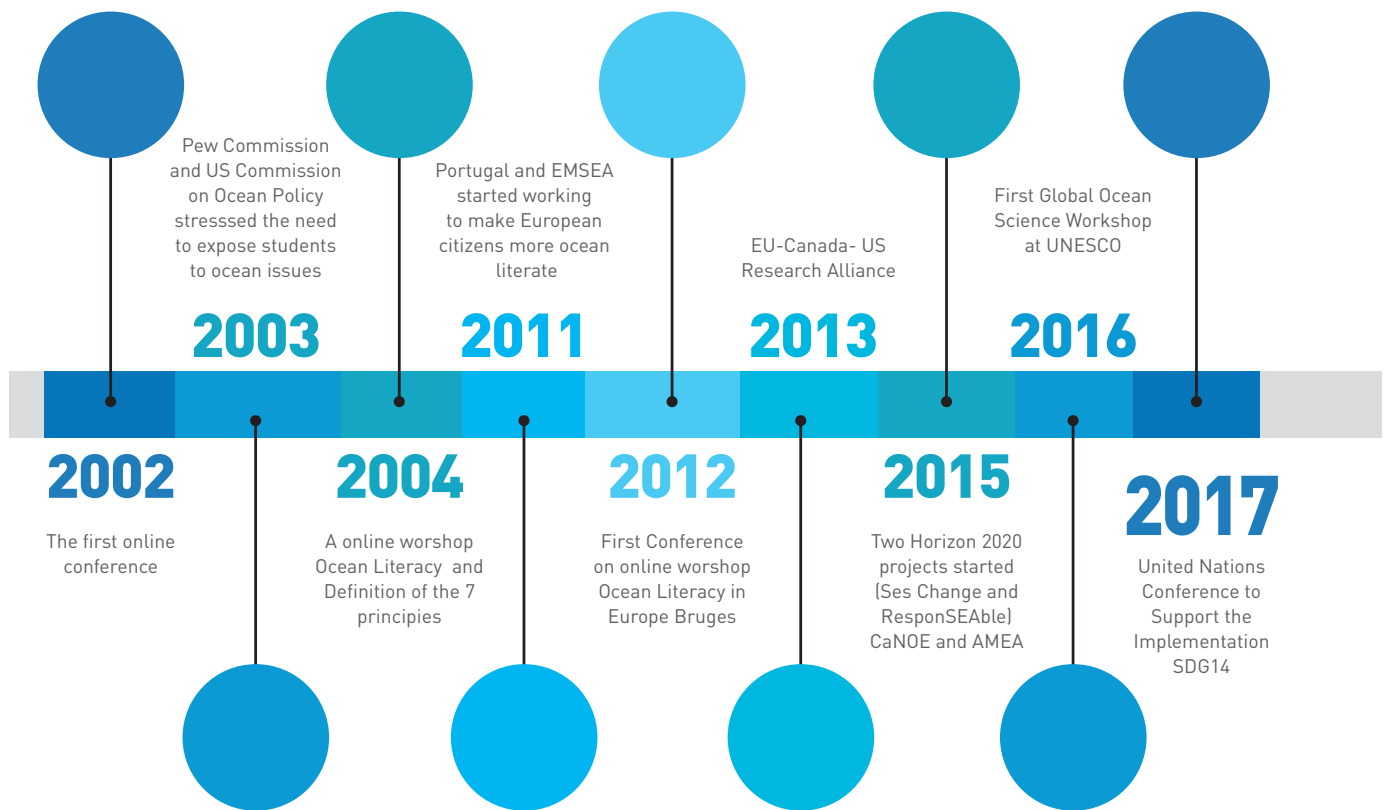 Pew Commission
and US Commission
on Ocean Policy
stresssed the need
to expose students
to ocean issues
2003
Portugal and EMSEA
started working
to make European
citizens more ocean
literate
2011
EU-Canada- US
Research Alliance
2013
First Global Ocean
Science Workshop
at UNESCO
2016
2002
The first online
conference
2004
A online worshop
Ocean Literacy and
Definition of the 7
principies
2012
First Conference
on online worshop
Ocean Literacy in
Europe Bruges
2015
Two Horizon 2020
projects started
(Ses Change and
ResponSEAble)
CaNOE and AMEA
2017
United Nations
Conference to
Support the
Implementation
SDG14